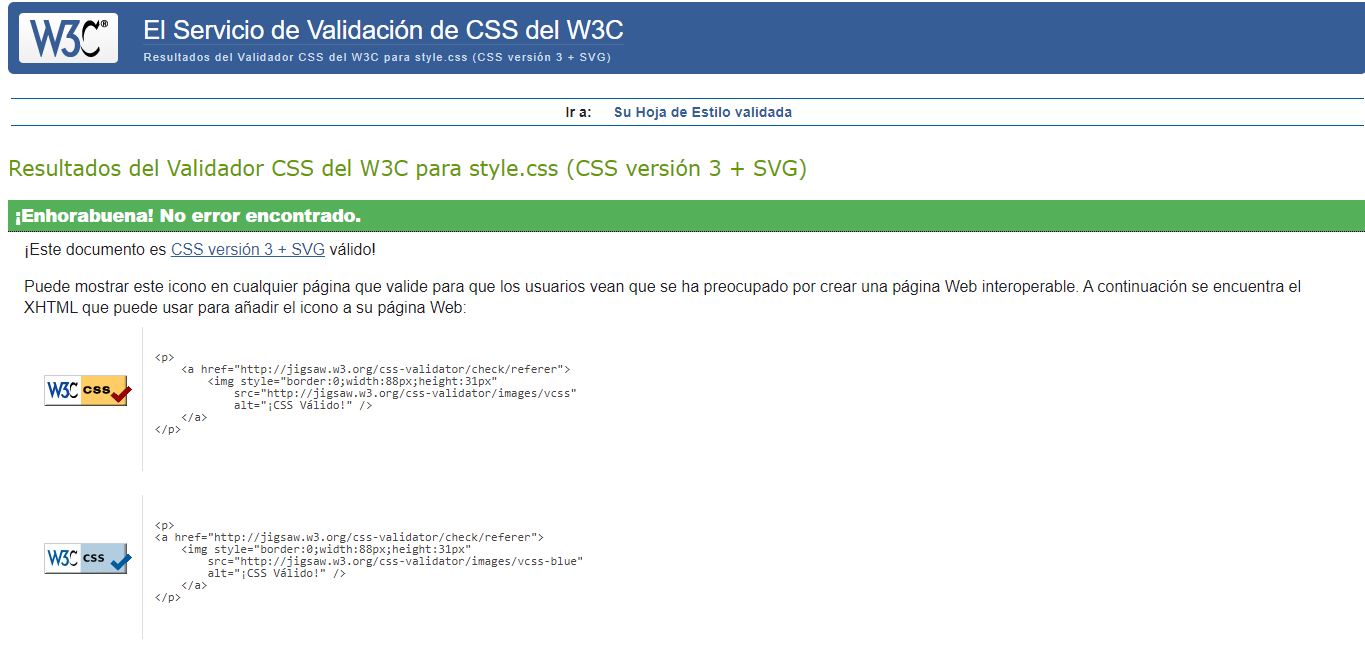 W3C® El Servicio de Validación de CSS del W3C
Resultados del Validador CSS del W3C para style.css (CSS versión 3 + SVG)
Ir a: Su Hoja de Estilo validada
Resultados del Validador CSS del W3C para style.css (CSS versión 3 + SVG)
¡Enhorabuena! No error encontrado.
¡Este documento es CSS versión 3 + SVG válido!
Puede mostrar este icono en cualquier página que valide para que los usuarios vean que se ha preocupado por crear una página Web interoperable. A continuación se encuentra el
XHTML que puede usar para añadir el icono a su página Web:
W3C css
<p>
<a href="http://jigsaw.w3.org/css-validator/check/referer">
<img style="border:0;width:88px;height:31px"
src="http://jigsaw.w3.org/css-validator/images/vcss"
alt="¡CSS Válido!" />
</a>
</p>
W3C css
<p>
<a href="http://jigsaw.w3.org/css-validator/check/referer">
<img style="border:0;width:88px;height:31px"
src="http://jigsaw.w3.org/css-validator/images/vcss-blue"
alt="¡CSS Válido!" />
</a>
</p>